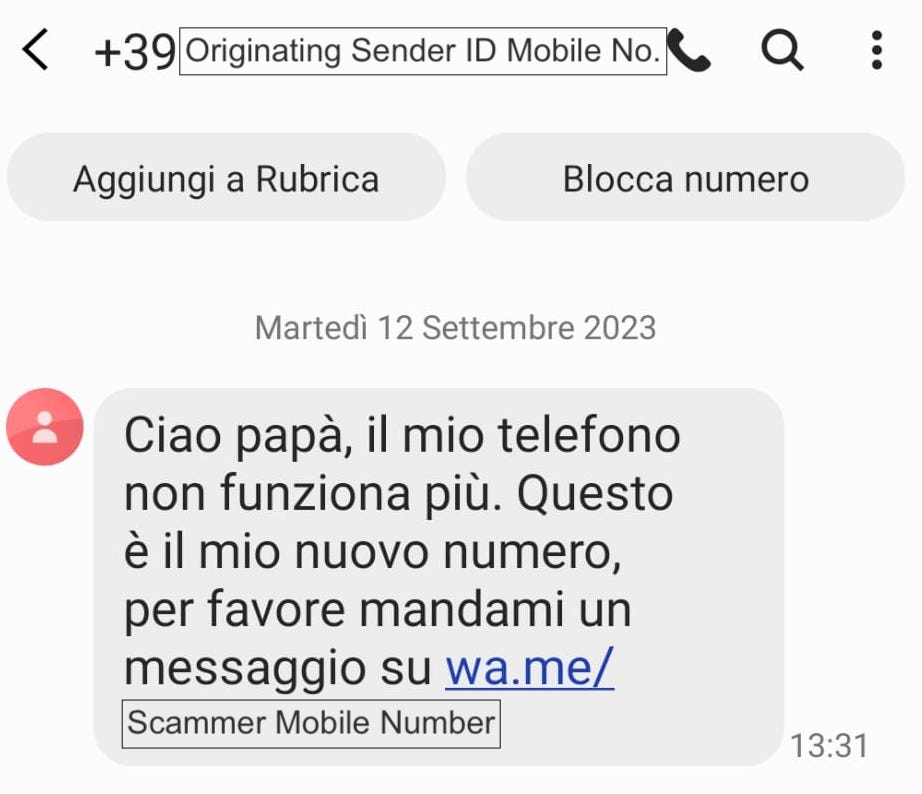 +39 Originating Sender ID Mobile No.
Aggiungi a Rubrica
Blocca numero
Martedì 12 Settembre 2023
Ciao papà, il mio telefono
non funziona più. Questo
è il mio nuovo numero,
per favore mandami un
messaggio su wa.me/
Scammer Mobile Number
13:31